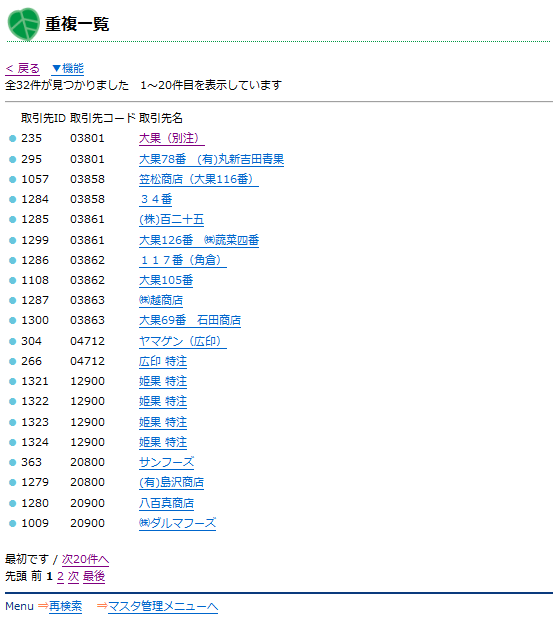 重複一覧
< 戻る ▼機能
全32件が見つかりました　1～20件目を表示しています
取引先ID 取引先コード 取引先名
235 03801 大果（別注）
295 03801 大果78番　(有)丸新吉田青果
1057 03858 笠松商店（大果116番）
1284 03858 ３４番
1285 03861 (株)百二十五
1299 03861 大果126番　㈱蔬菜四番
1286 03862 １１７番（角倉）
1108 03862 大果105番
1287 03863 ㈱越商店
1300 03863 大果69番　石田商店
304 04712 ヤマゲン（広印）
266 04712 広印 特注
1321 12900 姫果 特注
1322 12900 姫果 特注
1323 12900 姫果 特注
1324 12900 姫果 特注
363 20800 サンフーズ
1279 20800 (有)島沢商店
1280 20900 八百真商店
1009 20900 ㈱ダルマフーズ
最初です / 次20件へ
先頭 前 1 2 次 最後
Menu ⇒再検索 ⇒マスタ管理メニューへ